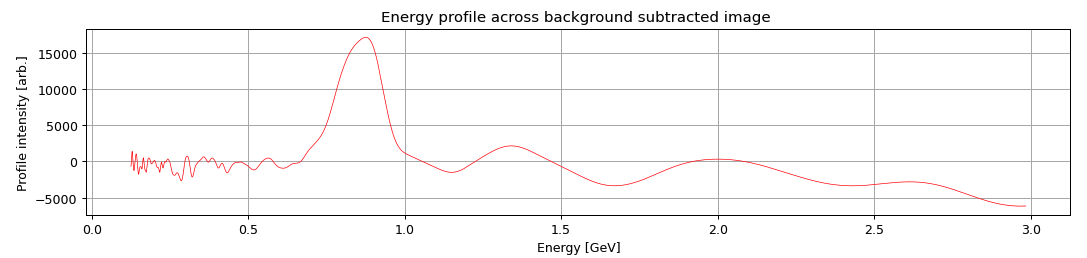 Energy profile across background subtracted image
Profile intensity [arb.]
15000
10000
5000
0
−5000
0.0 0.5 1.0 1.5 2.0 2.5 3.0
Energy [GeV]